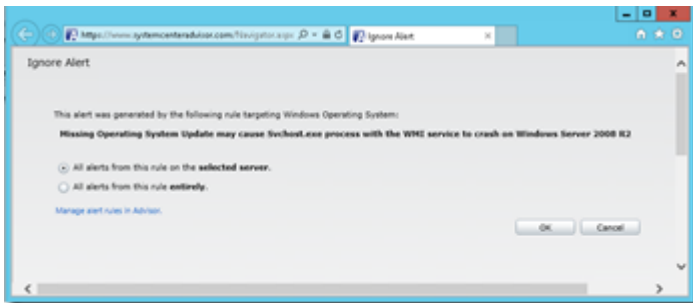 https://www.systemcenteradvisor.com/Navigator.aspx
Ignore Alert
Ignore Alert
This alert was generated by the following rule targeting Windows Operating System:
Missing Operating System Update may cause Svchost.exe process with the WMI service to crash on Windows Server 2008 R2
All alerts from this rule on the selected server.
All alerts from this rule entirely.
Manage alert rules in Advisor.
OK Cancel